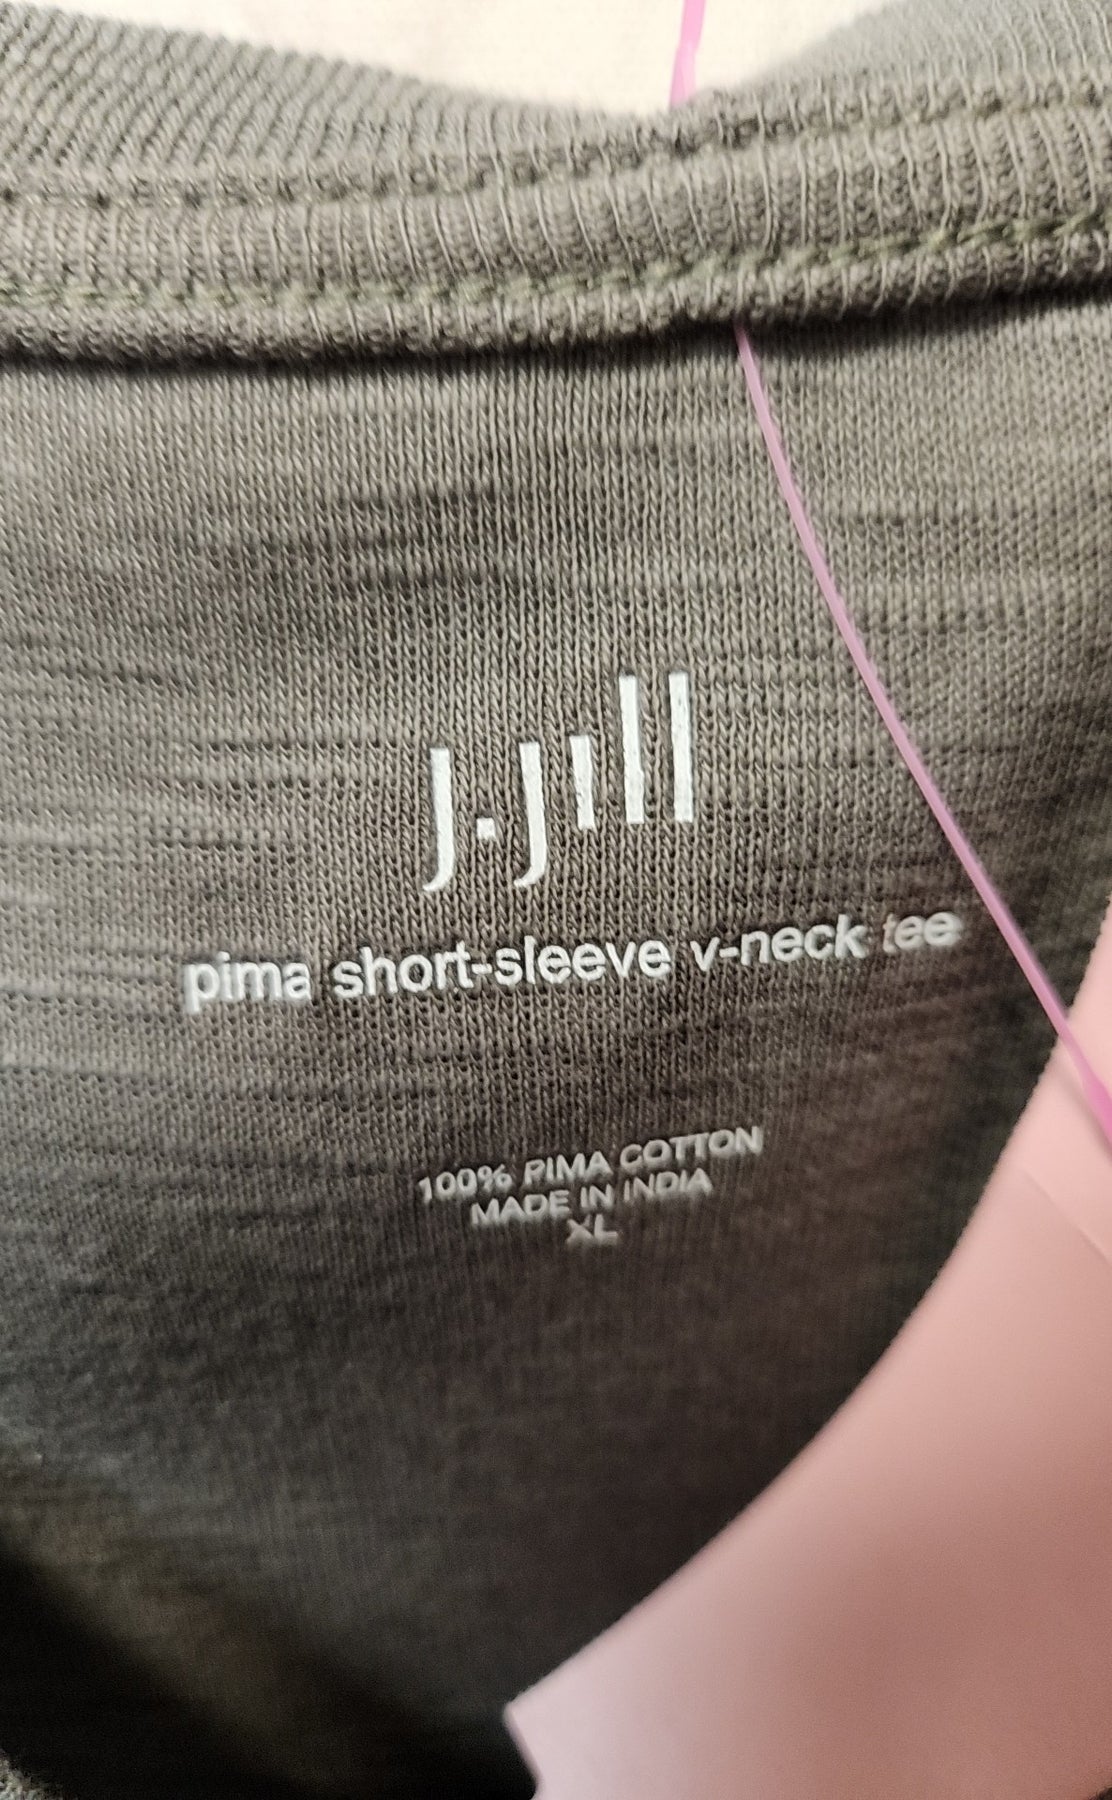 J.Jill
pima short-sleeve v-neck tee
100% PIMA COTTON
MADE IN INDIA
XL